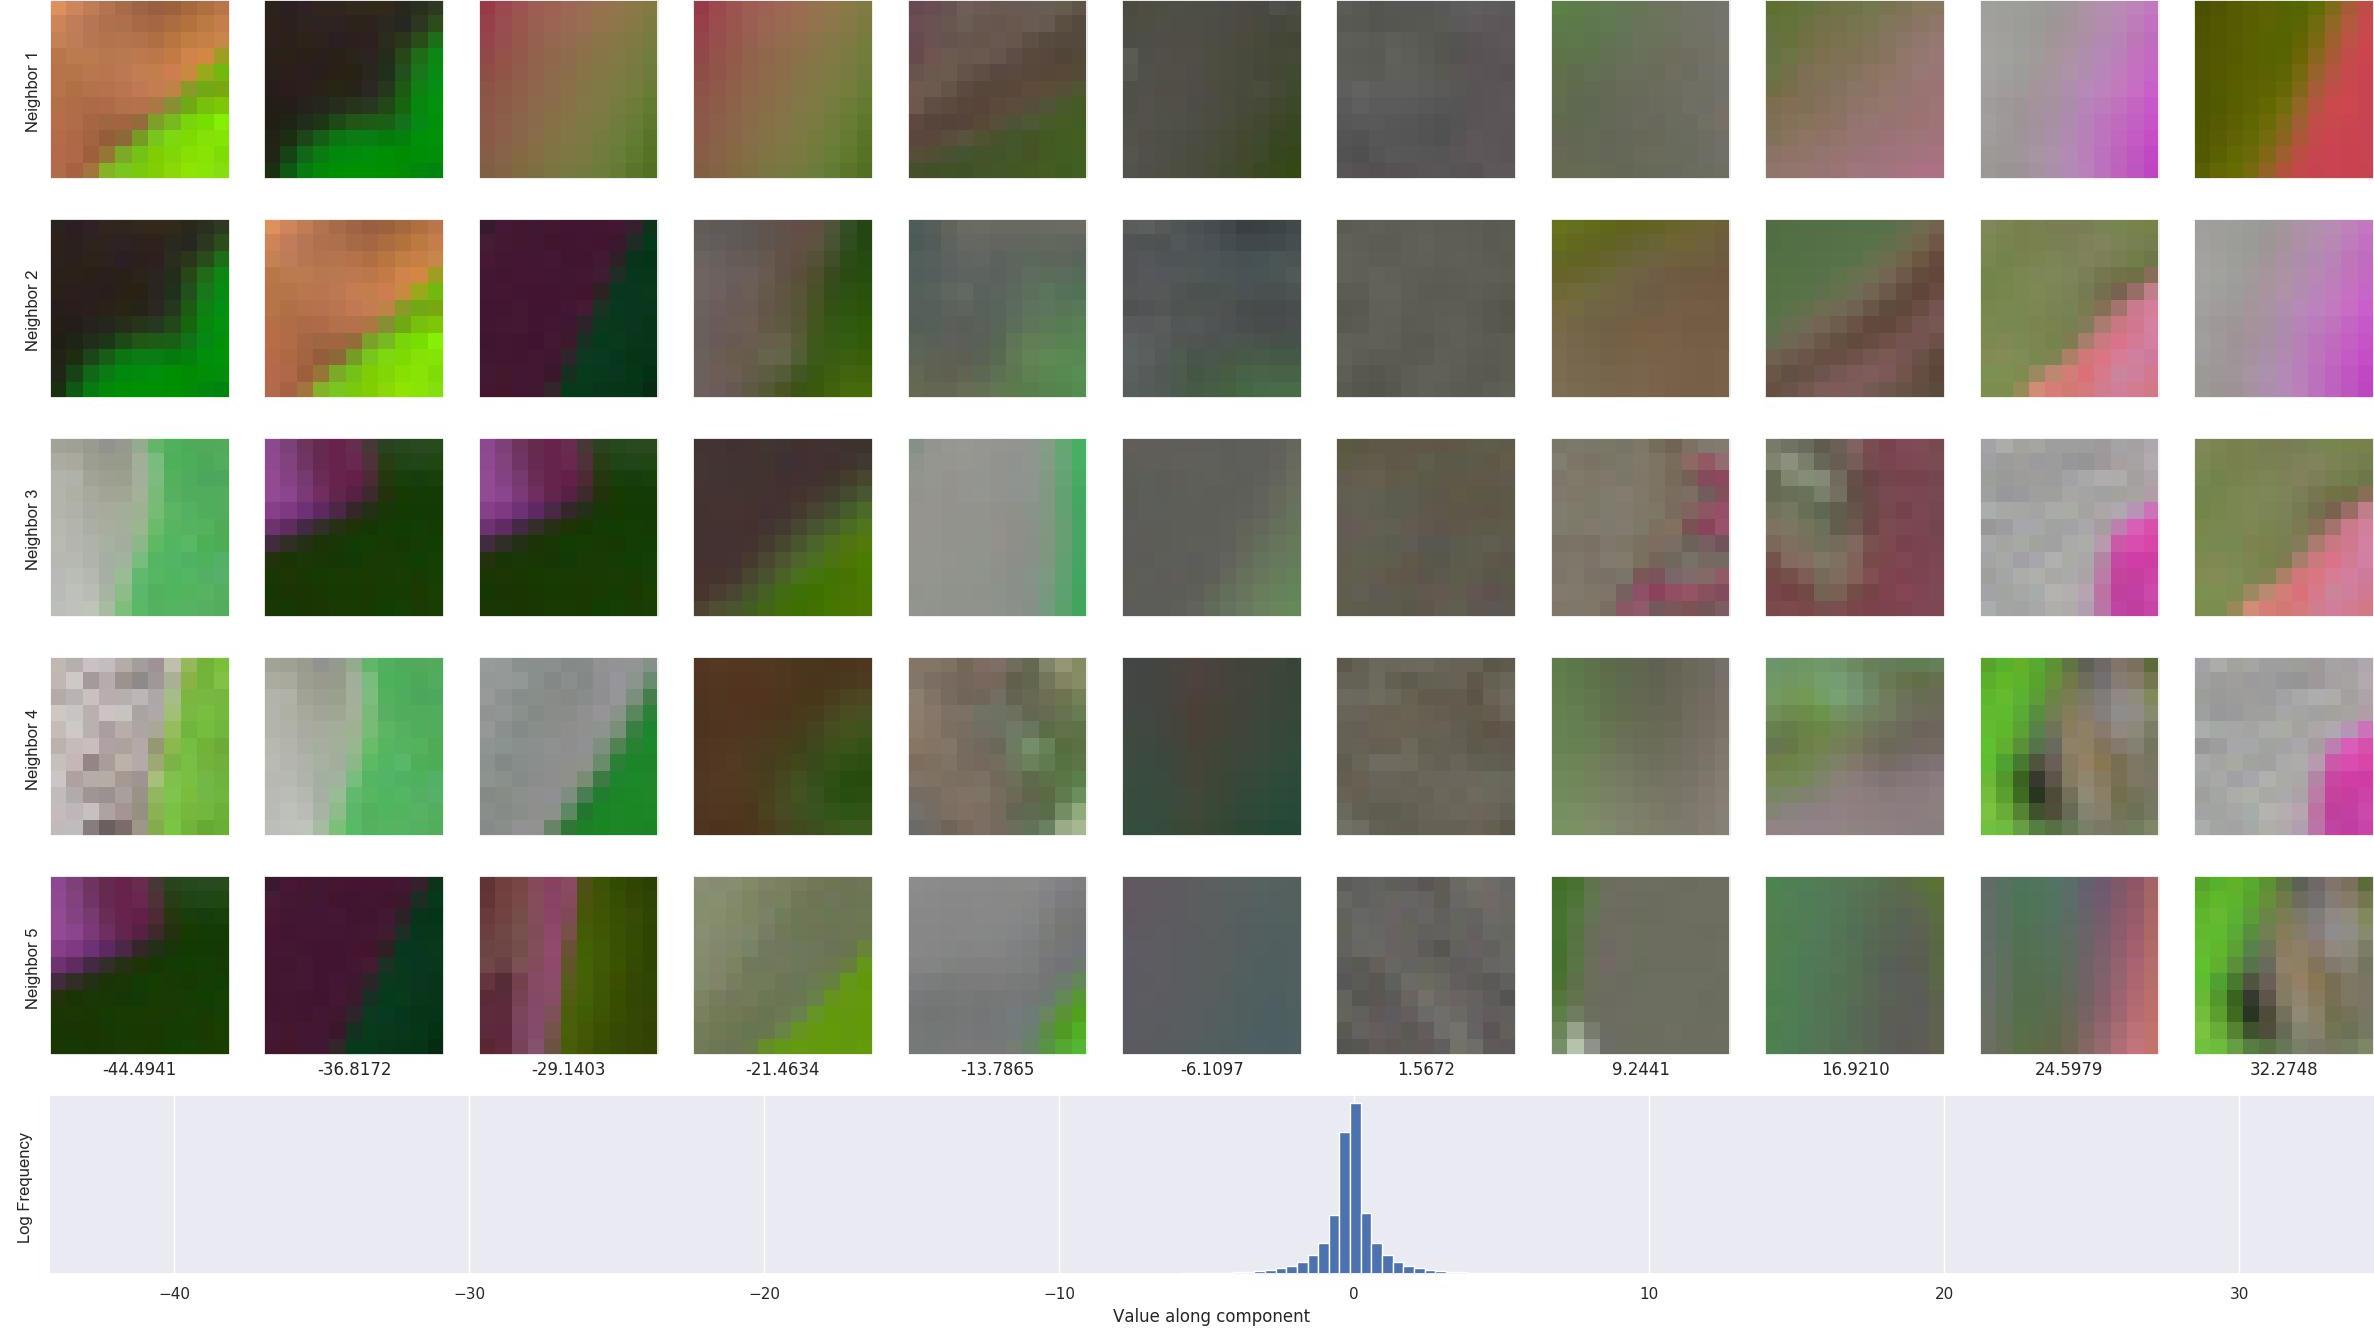 Neighbor 1
Neighbor 2
Neighbor 3
Neighbor 4
Neighbor 5
-44.4941 -36.8172 -29.1403 -21.4634 -13.7865 -6.1097 1.5672 9.2441 16.9210 24.5979 32.2748
Log Frequency
−40 −30 −20 −10 0 10 20 30
Value along component